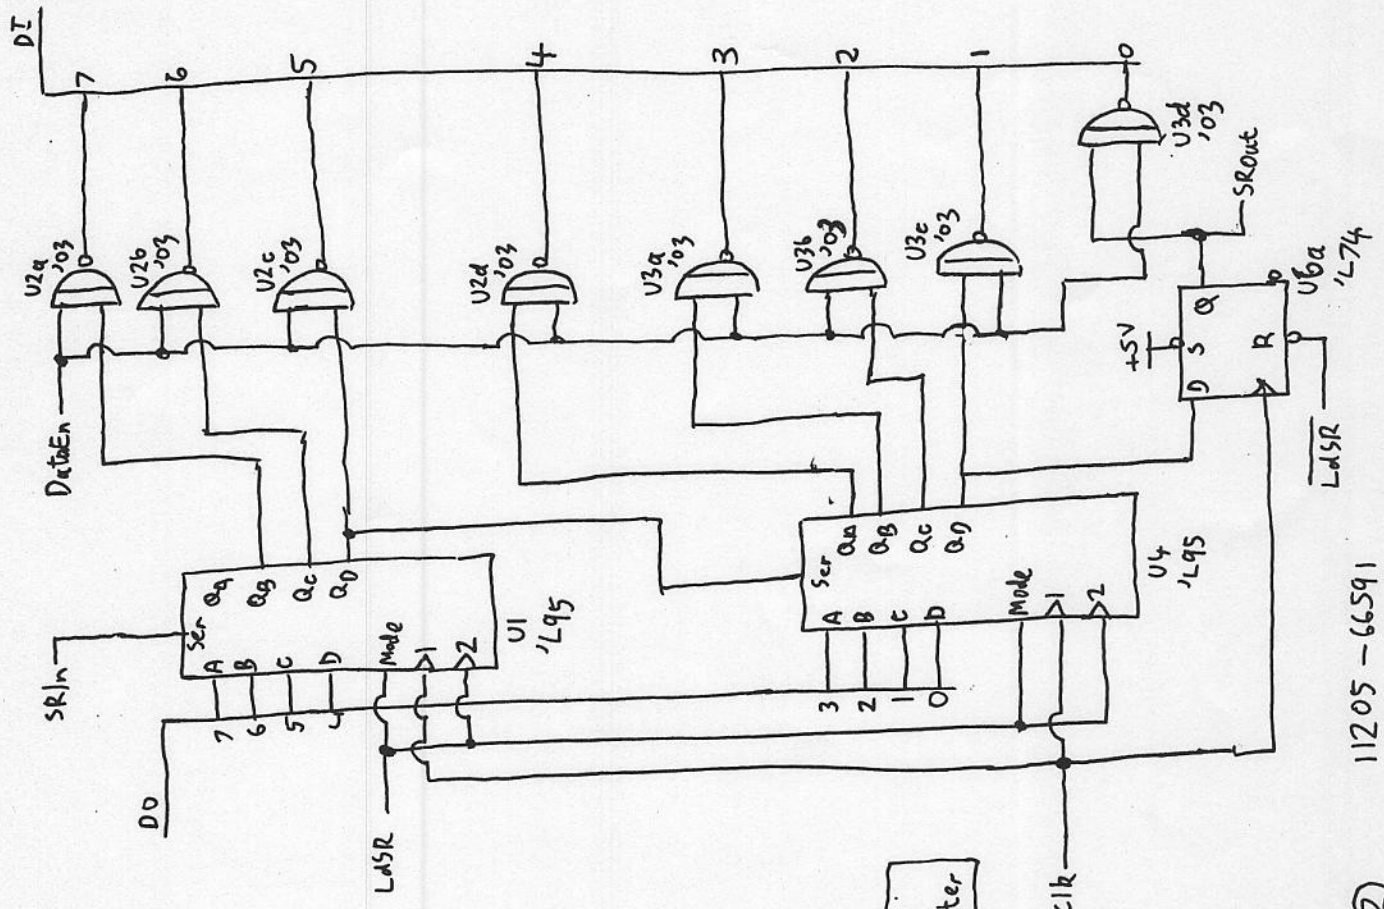 DI
7
6
5
4
3
2
1
0
U2a
'03
U2b
'03
U2c
'03
U2d
'03
U3a
'03
U3b
'03
U3c
'03
U3d
'03
DataEn
SROut
+5V
D
S
Q
R
U6a
'L74
LdSR
SRIn
Ser
QA
QB
QC
QD
A
B
C
D
Mode
1
2
U1
'L95
7
6
5
4
DO
LdSR
Ser
QA
QB
QC
QD
A
B
C
D
Mode
1
2
U4
'L95
3
2
1
0
Clk
11205-66591